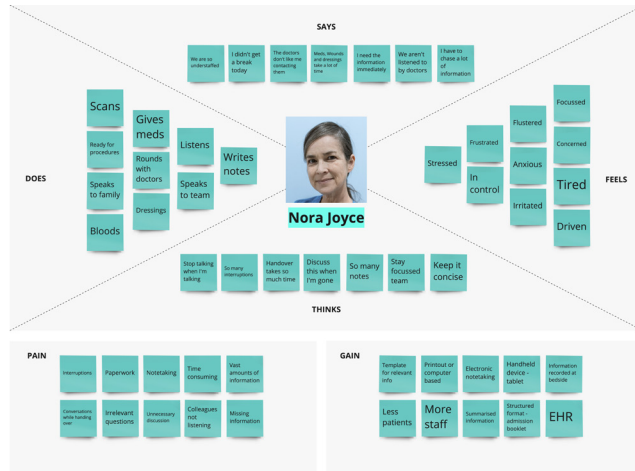 SAYS
We are so
understaffed
I didn't get
a break
today
The doctors
don't like me
contacting
them
Meds, Wounds
and dressings
take a lot of
time
I need the
information
immediately
We aren't
listened to
by doctors
I have to
chase a lot
of
information
DOES
Scans
Ready for
procedures
Speaks
to family
Bloods
Gives
meds
Rounds
with
doctors
Dressings
Listens
Speaks
to team
Writes
notes
Nora Joyce
FEELS
Stressed
Frustrated
In
control
Flustered
Anxious
Irritated
Focussed
Concerned
Tired
Driven
Stop talking
when I'm
talking
So many
interruptions
Handover
takes so
much time
Discuss
this when
I'm gone
So many
notes
Stay
focussed
team
Keep it
concise
THINKS
PAIN
Interruptions
Paperwork
Notetaking
Time
consuming
Vast
amounts of
information
Conversations
while handing
over
Irrelevant
questions
Unnecessary
discussion
Colleagues
not
listening
Missing
information
GAIN
Template
for relevant
info
Printout or
computer
based
Electronic
notetaking
Handheld
device -
tablet
Information
recorded at
bedside
Less
patients
More
staff
Summarised
information
Structured
format -
admission
booklet
EHR